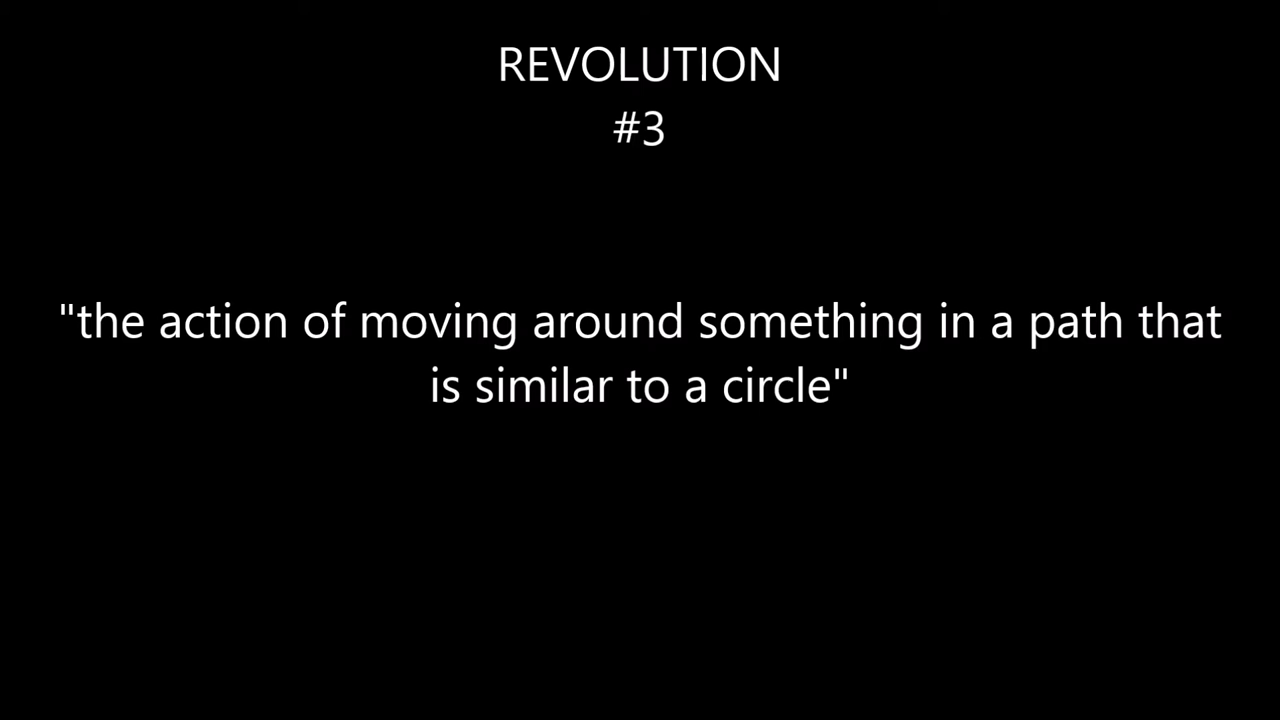 REVOLUTION
#3
"the action of moving around something in a path that
is similar to a circle"